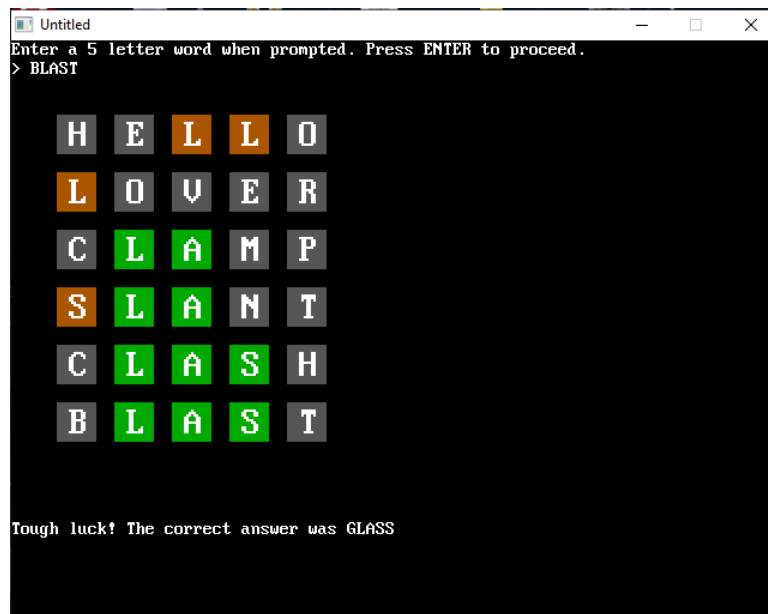 Untitled
Enter a 5 letter word when prompted. Press ENTER to proceed.
> BLAST
H E L L O
L O V E R
C L A M P
S L A N T
C L A S H
B L A S T
Tough luck! The correct answer was GLASS